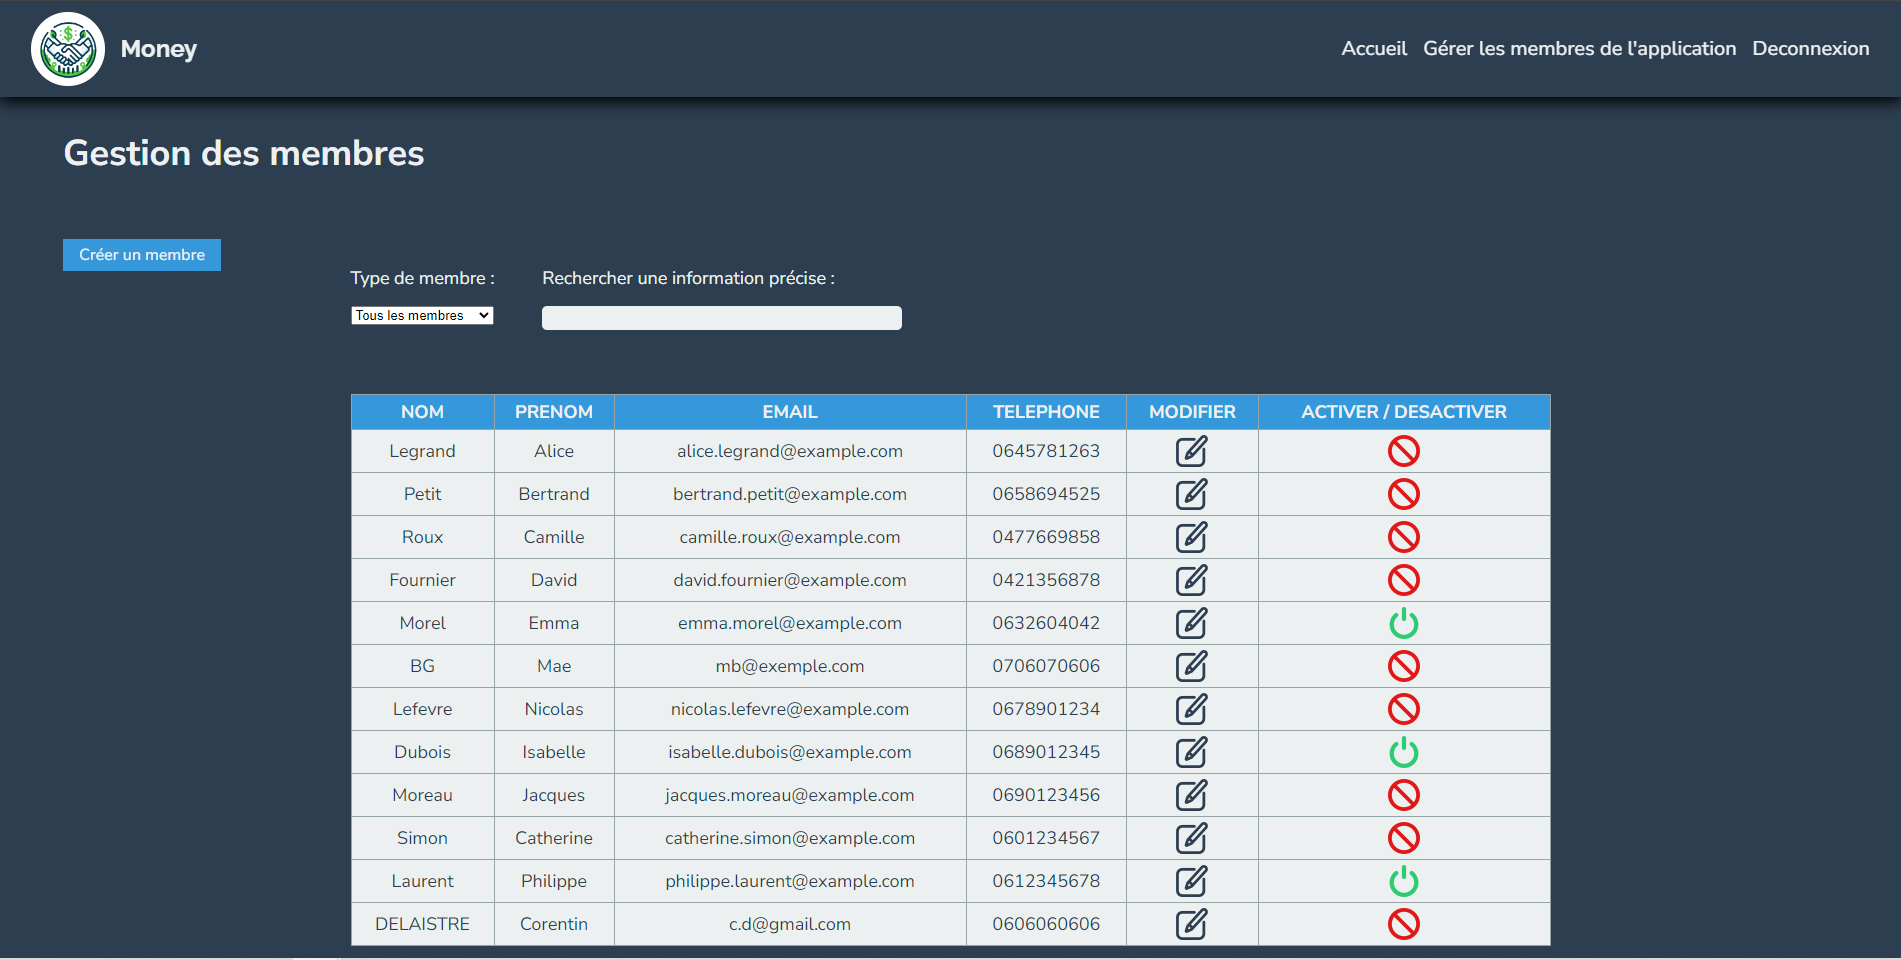 Money
Accueil Gérer les membres de l'application Deconnexion
Gestion des membres
Créer un membre
Type de membre : Rechercher une information précise :
Tous les membres
NOM PRENOM EMAIL TELEPHONE MODIFIER ACTIVER / DESACTIVER
Legrand Alice alice.legrand@example.com 0645781263
Petit Bertrand bertrand.petit@example.com 0658694525
Roux Camille camille.roux@example.com 0477669858
Fournier David david.fournier@example.com 0421356878
Morel Emma emma.morel@example.com 0632604042
BG Mae mb@exemple.com 0706070606
Lefevre Nicolas nicolas.lefevre@example.com 0678901234
Dubois Isabelle isabelle.dubois@example.com 0689012345
Moreau Jacques jacques.moreau@example.com 0690123456
Simon Catherine catherine.simon@example.com 0601234567
Laurent Philippe philippe.laurent@example.com 0612345678
DELAISTRE Corentin c.d@gmail.com 0606060606